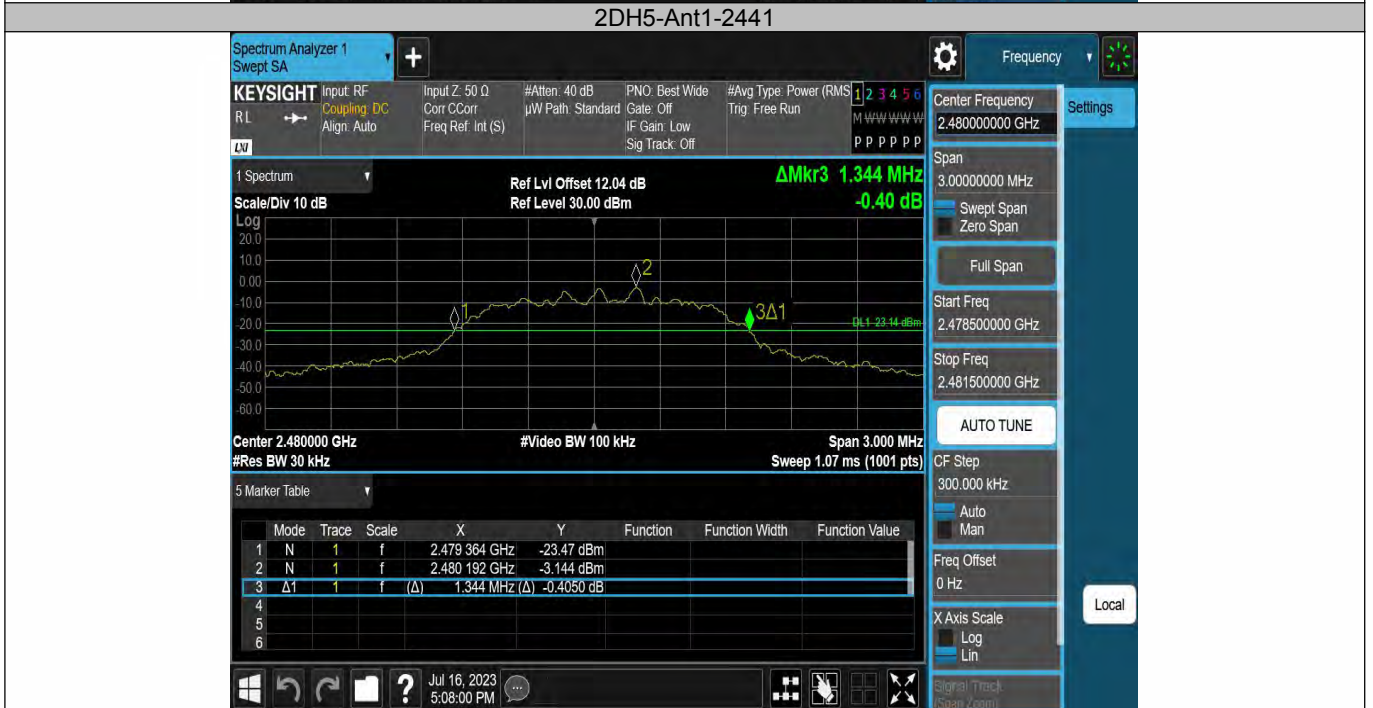 2DH5-Ant1-2441
Spectrum Analyzer 1
Swept SA
+
Frequency
KEYSIGHT
RL
LXI
Input: RF
Coupling: DC
Align: Auto
Input Z: 50 Ω
Corr CCorr
Freq Ref: Int (S)
#Atten: 40 dB
µW Path: Standard
PNO: Best Wide
Gate: Off
IF Gain: Low
Sig Track: Off
#Avg Type: Power (RMS
Trig: Free Run
1 2 3 4 5 6
M W W W W W
P P P P P P
Center Frequency
2.480000000 GHz
Settings
1 Spectrum
Scale/Div 10 dB
Ref Lvl Offset 12.04 dB
Ref Level 30.00 dBm
ΔMkr3 1.344 MHz
-0.40 dB
Span
3.00000000 MHz
Swept Span
Zero Span
Full Span
Start Freq
2.478500000 GHz
Stop Freq
2.481500000 GHz
AUTO TUNE
CF Step
300.000 kHz
Auto
Man
Freq Offset
0 Hz
X Axis Scale
Log
Lin
Signal Track
(Span Zoom)
Local
Log
20.0
10.0
0.00
-10.0
-20.0
-30.0
-40.0
-50.0
-60.0
1
2
3Δ1
DL1 -23.14 dBm
Center 2.480000 GHz
#Video BW 100 kHz
Span 3.000 MHz
#Res BW 30 kHz
Sweep 1.07 ms (1001 pts)
5 Marker Table
Mode Trace Scale X Y Function Function Width Function Value
1 N 1 f 2.479 364 GHz -23.47 dBm
2 N 1 f 2.480 192 GHz -3.144 dBm
3 Δ1 1 f (Δ) 1.344 MHz (Δ) -0.4050 dB
4
5
6
?
Jul 16, 2023
5:08:00 PM